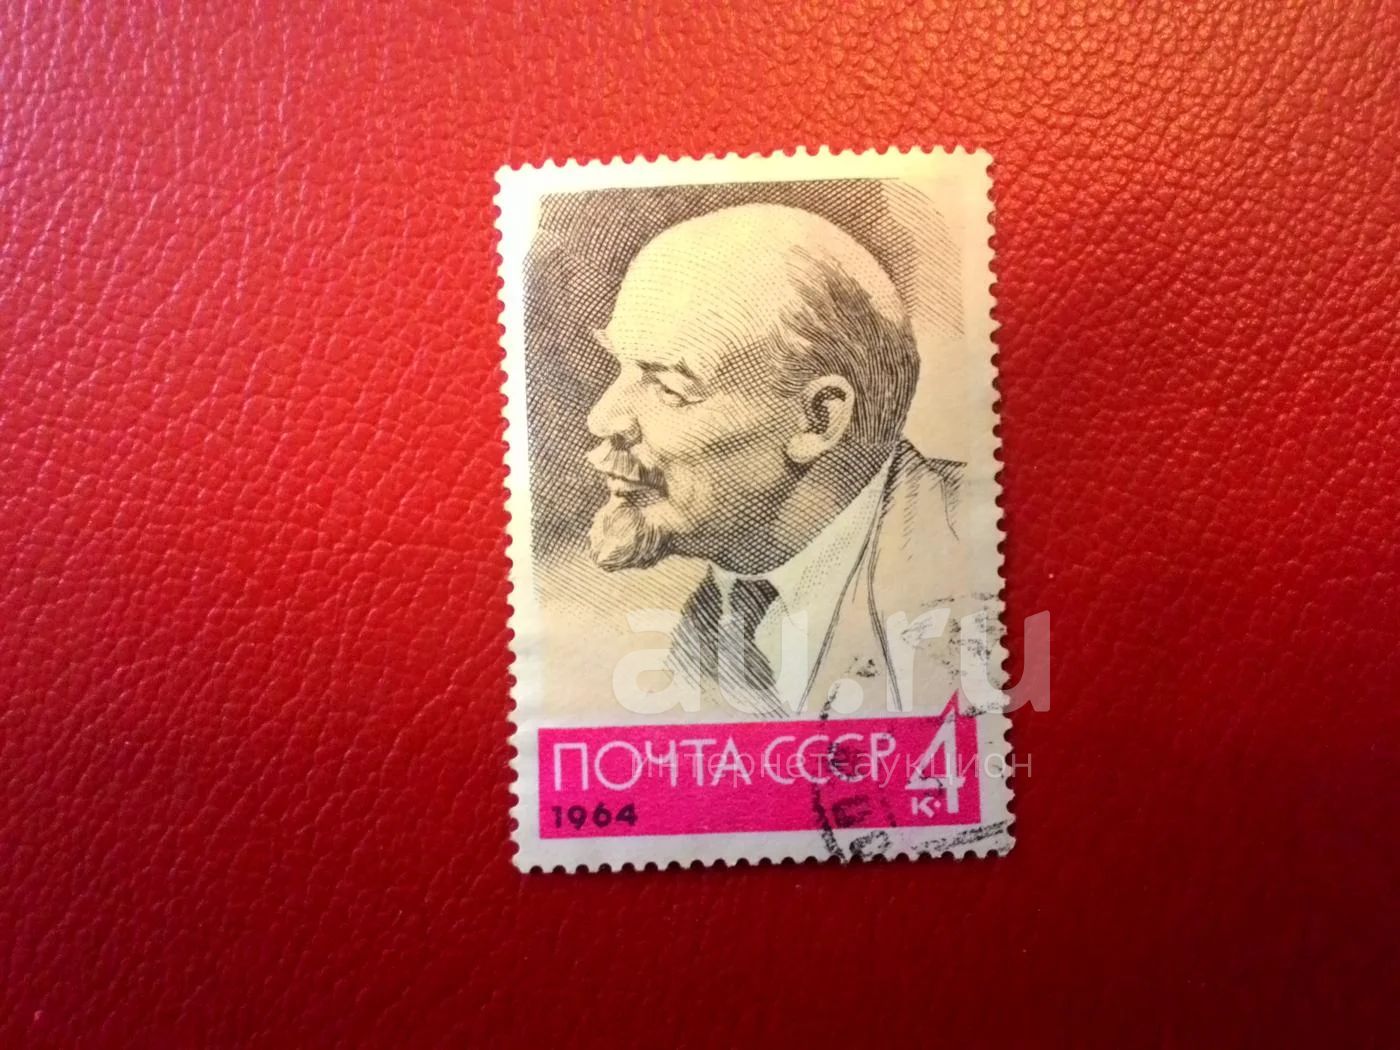 au.ru
ПОЧТА СССР 4
интернет-аукцион
к.
1964